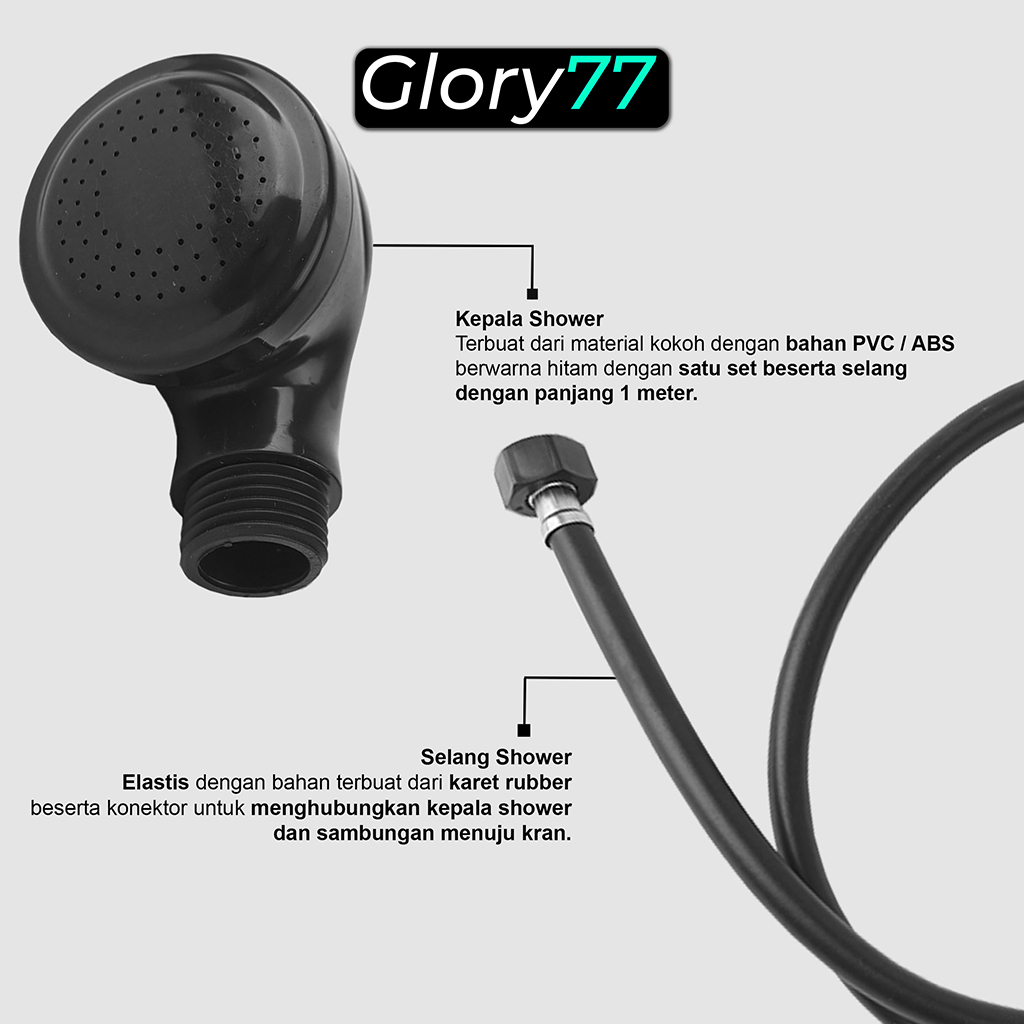 Glory77
Kepala Shower
Terbuat dari material kokoh dengan bahan PVC / ABS
berwarna hitam dengan satu set beserta selang
dengan panjang 1 meter.
Selang Shower
Elastis dengan bahan terbuat dari karet rubber
beserta konektor untuk menghubungkan kepala shower
dan sambungan menuju kran.